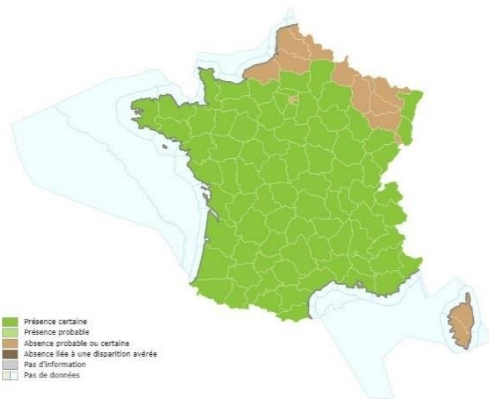 Présence certaine
Présence probable
Absence probable ou certaine
Absence liée à une disparition avérée
Pas d'information
Pas de données